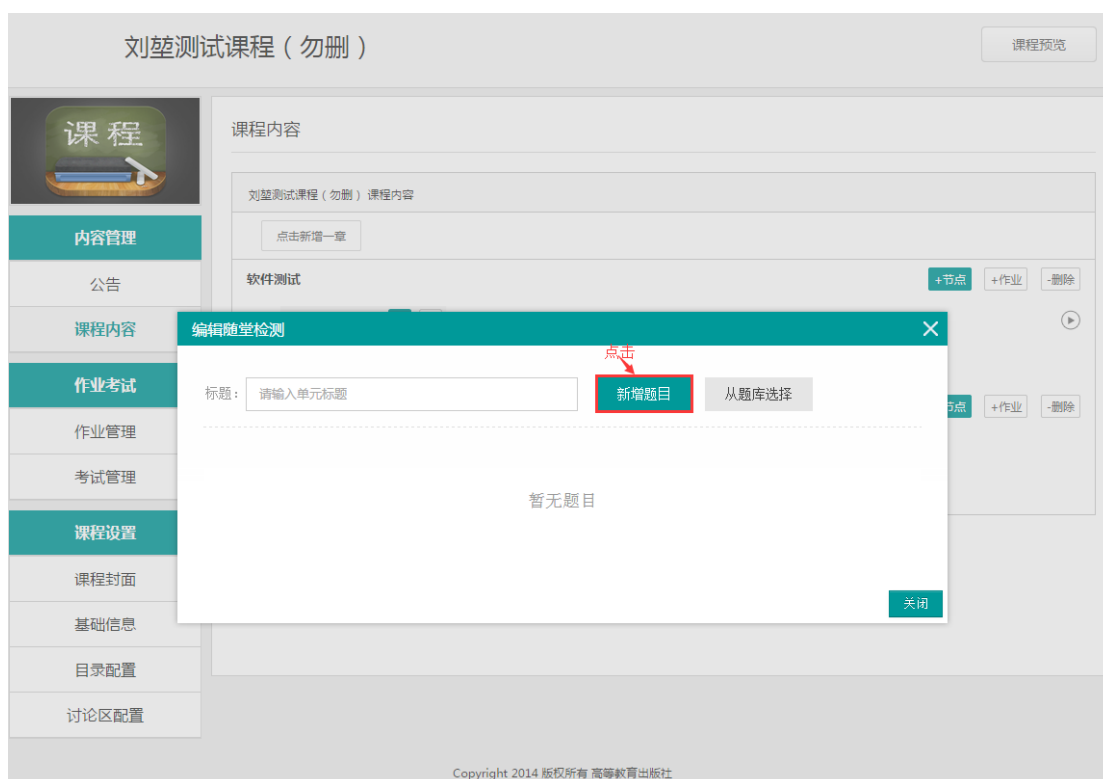 刘堃测试课程（勿删）
课程预览
课程
课程内容
刘堃测试课程（勿删）课程内容
点击新增一章
软件测试
+节点
+作业
-删除
内容管理
公告
课程内容
作业考试
作业管理
考试管理
课程设置
课程封面
基础信息
目录配置
讨论区配置
编辑随堂检测
点击
标题：
请输入单元标题
新增题目
从题库选择
+作业
-删除
暂无题目
关闭
Copyright 2014 版权所有 高等教育出版社